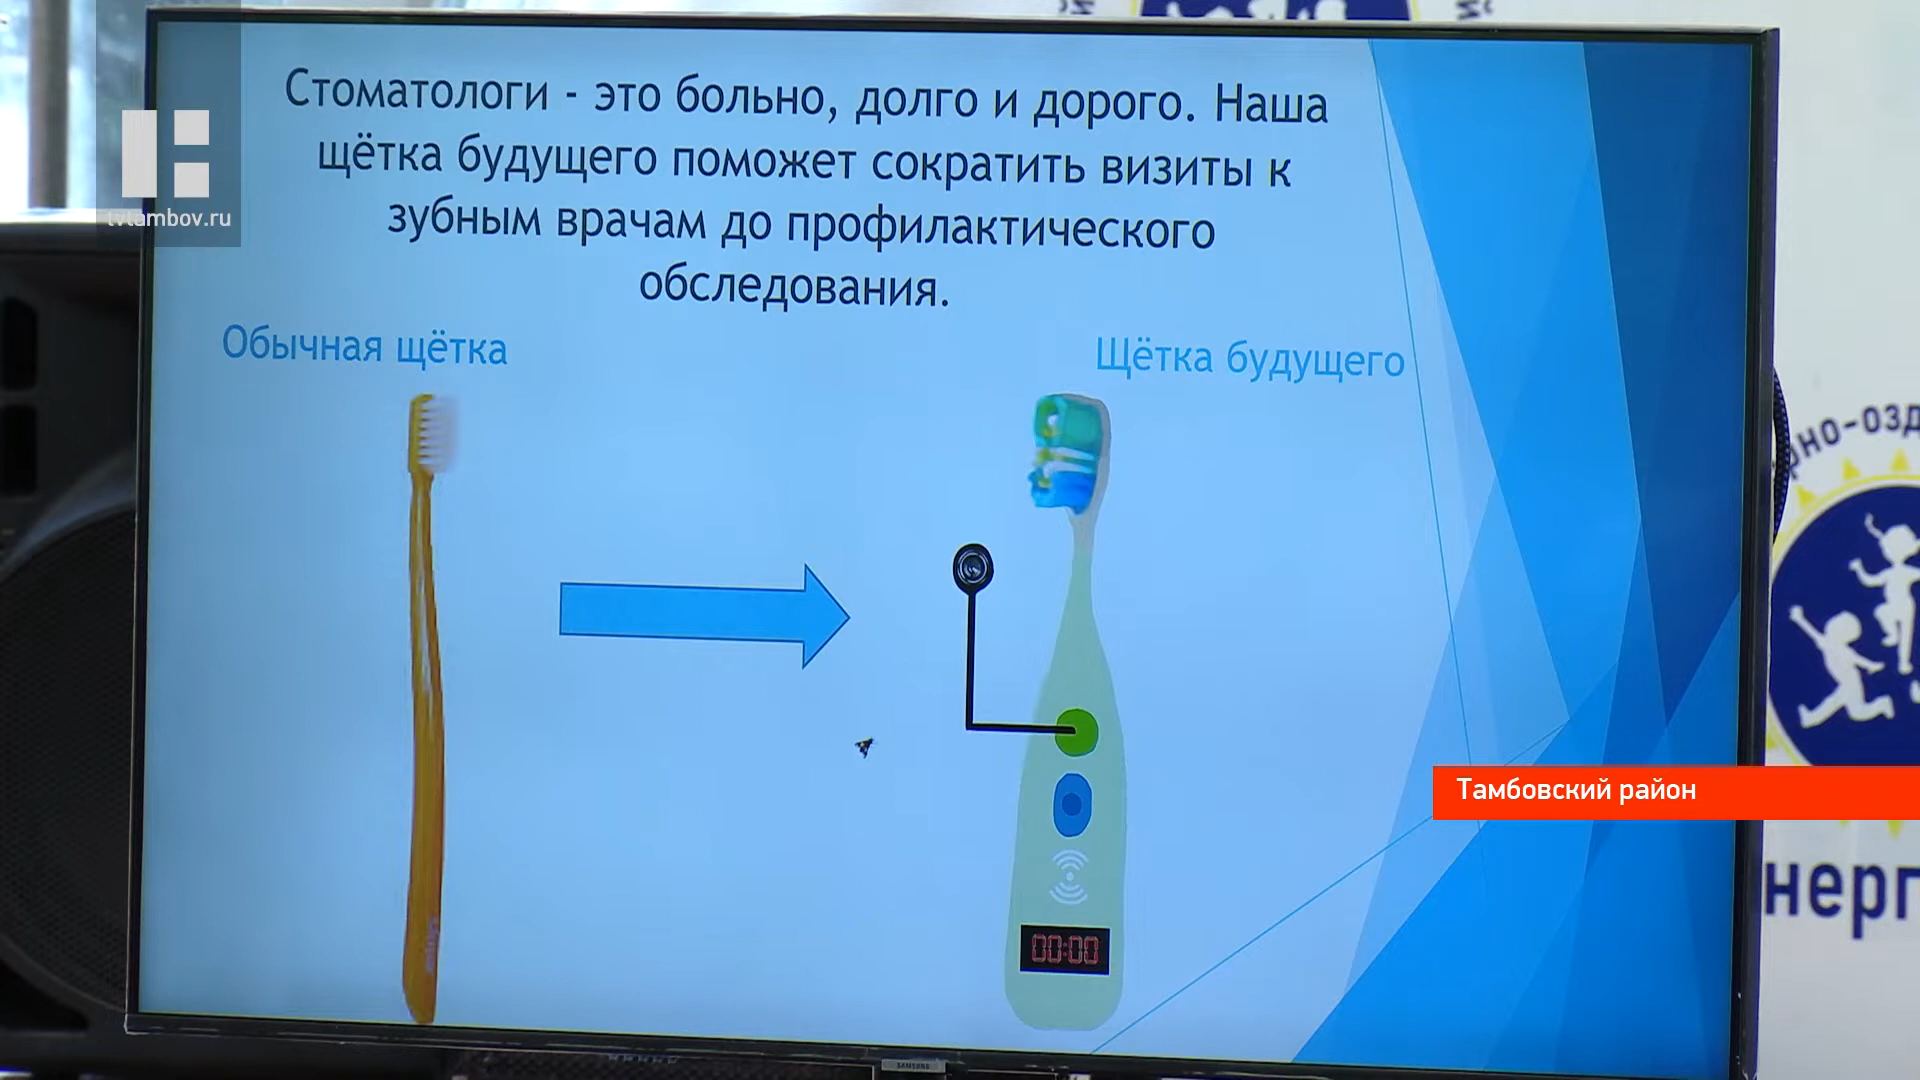 Стоматологи - это больно, долго и дорого. Наша
щётка будущего поможет сократить визиты к
зубным врачам до профилактического
обследования.
Обычная щётка
Щётка будущего
00:00
tvtambov.ru
Тамбовский район
SAMSUNG